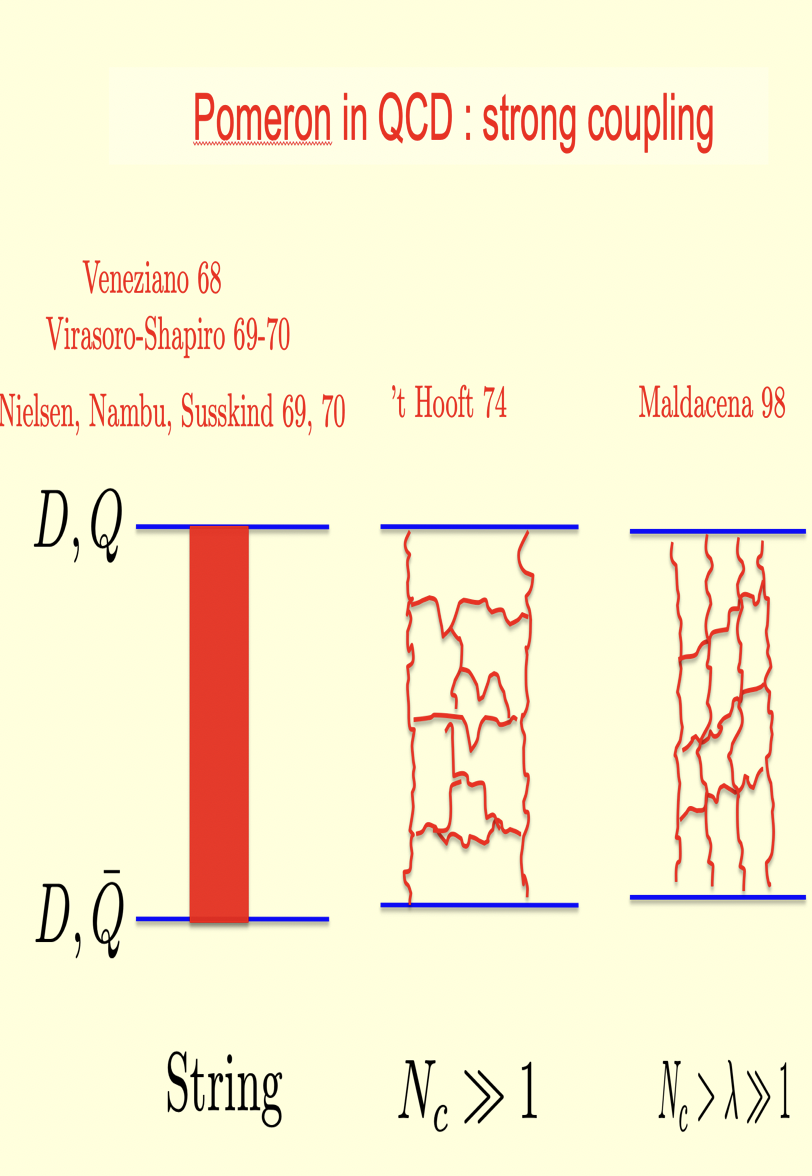 Pomeron in QCD : strong coupling
Veneziano 68
Virasoro-Shapiro 69-70
Nielsen, Nambu, Susskind 69, 70
't Hooft 74
Maldacena 98
D, Q
D, Q̄
String
N_c ≫ 1
N_c > λ ≫ 1